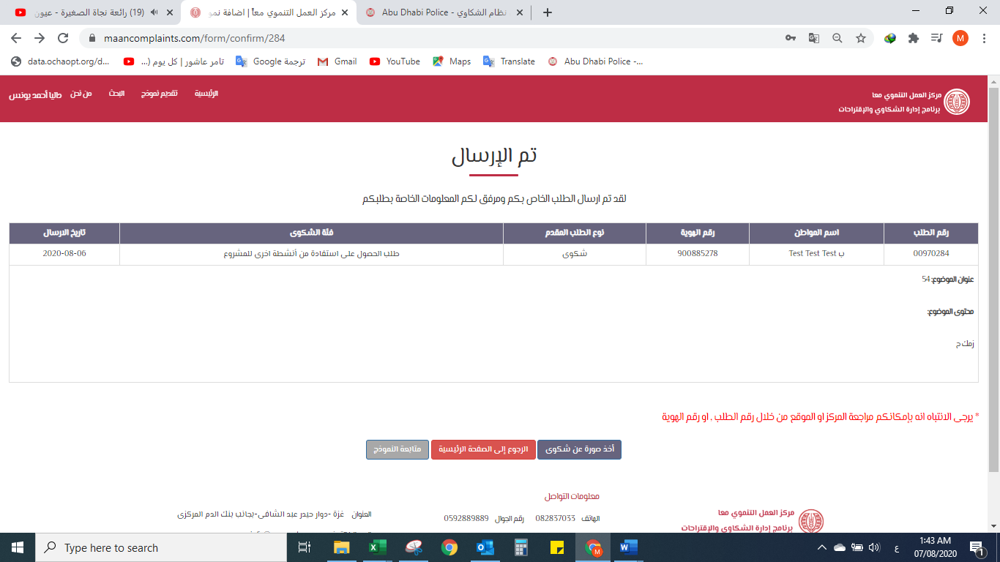 (19) رائعة نجاة الصغيرة - عيون
مركز العمل التنموي معاً | اضافة نمو
Abu Dhabi Police - نظام الشكاوي
maancomplaints.com/form/confirm/284
M
data.ochaopt.org/d...
تامر عاشور | كل يوم (...
ترجمة Google
Gmail
YouTube
Maps
Translate
Abu Dhabi Police -...
مركز العمل التنموي معا
برنامج إدارة الشكاوي والإقتراحات
الرئيسية
تقديم نموذج
البحث
من نحن
داليا أحمد يونس
تم الإرسال
لقد تم ارسال الطلب الخاص بكم ومرفق لكم المعلومات الخاصة بطلبكم
رقم الطلب اسم المواطن رقم الهوية نوع الطلب المقدم فئة الشكوى تاريخ الارسال
00970284 Test Test Test ب 900885278 شكوى طلب الحصول على استفادة من أنشطة اخرى للمشروع 2020-08-06
عنوان الموضوع: 54
محتوى الموضوع:
زمك ح
* يرجى الانتباه انه بإمكانكم مراجعة المركز او الموقع من خلال رقم الطلب , او رقم الهوية
أخذ صورة عن شكوى
الرجوع إلى الصفحة الرئيسية
متابعة النموذج
مركز العمل التنموي معا
برنامج إدارة الشكاوي والإقتراحات
معلومات التواصل
الهاتف 082837033 رقم الجوال 0592889889
العنوان غزة -دوار حيدر عبد الشافي-بجانب بنك الدم المركزي
Type here to search
ع
1:43 AM
07/08/2020
1